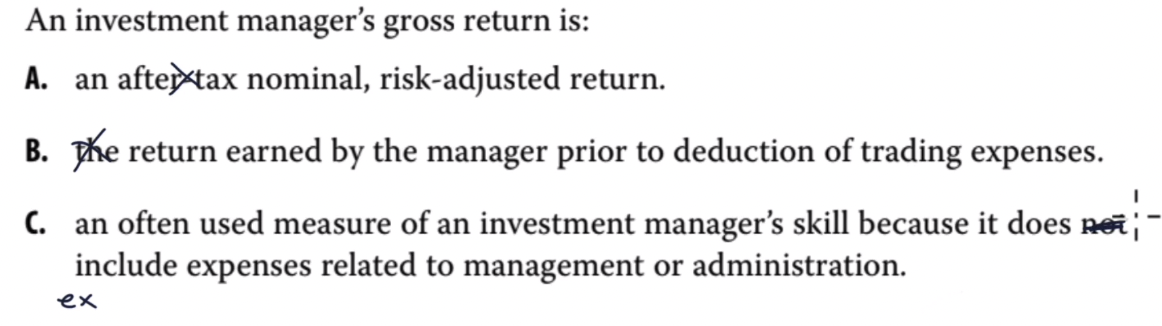 An investment manager's gross return is:
A. an after-tax nominal, risk-adjusted return.
B. the return earned by the manager prior to deduction of trading expenses.
C. an often used measure of an investment manager's skill because it does not
include expenses related to management or administration.
ex